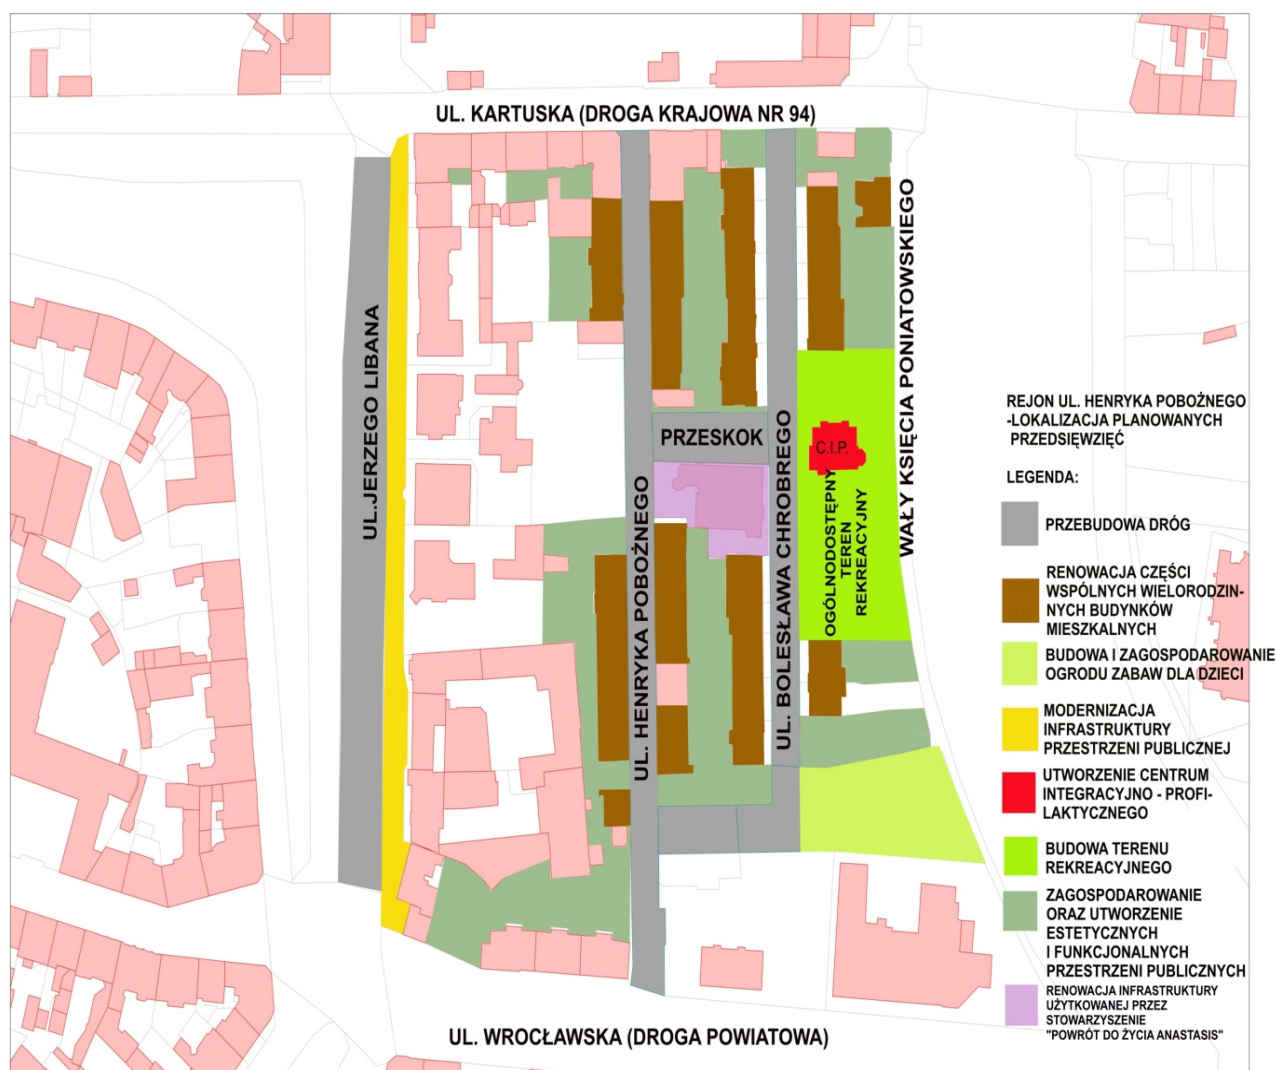 UL. KARTUSKA (DROGA KRAJOWA NR 94)
UL.JERZEGO LIBANA
UL. HENRYKA POBOŻNEGO
PRZESKOK
UL. BOLESŁAWA CHROBREGO
C.I.P.
OGÓLNODOSTĘPNY
TEREN
REKREACYJNY
WAŁY KSIĘCIA PONIATOWSKIEGO
REJON UL. HENRYKA POBOŻNEGO
-LOKALIZACJA PLANOWANYCH
PRZEDSIĘWZIĘĆ
LEGENDA:
PRZEBUDOWA DRÓG
RENOWACJA CZĘŚCI
WSPÓLNYCH WIELORODZIN-
NYCH BUDYNKÓW
MIESZKALNYCH
BUDOWA I ZAGOSPODAROWANIE
OGRODU ZABAW DLA DZIECI
MODERNIZACJA
INFRASTRUKTURY
PRZESTRZENI PUBLICZNEJ
UTWORZENIE CENTRUM
INTEGRACYJNO - PROFI-
LAKTYCZNEGO
BUDOWA TERENU
REKREACYJNEGO
ZAGOSPODAROWANIE
ORAZ UTWORZENIE
ESTETYCZNYCH
I FUNKCJONALNYCH
PRZESTRZENI PUBLICZNYCH
RENOWACJA INFRASTRUKTURY
UŻYTKOWANEJ PRZEZ
STOWARZYSZENIE
"POWRÓT DO ŻYCIA ANASTASIS"
UL. WROCŁAWSKA (DROGA POWIATOWA)